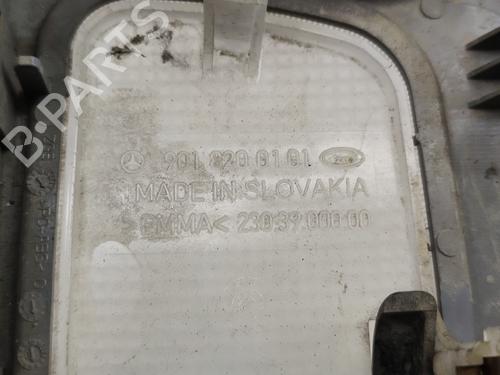 901 820 01 01
MADE IN SLOVAKIA
>PMMA< 230.39.000.00
B-PARTS